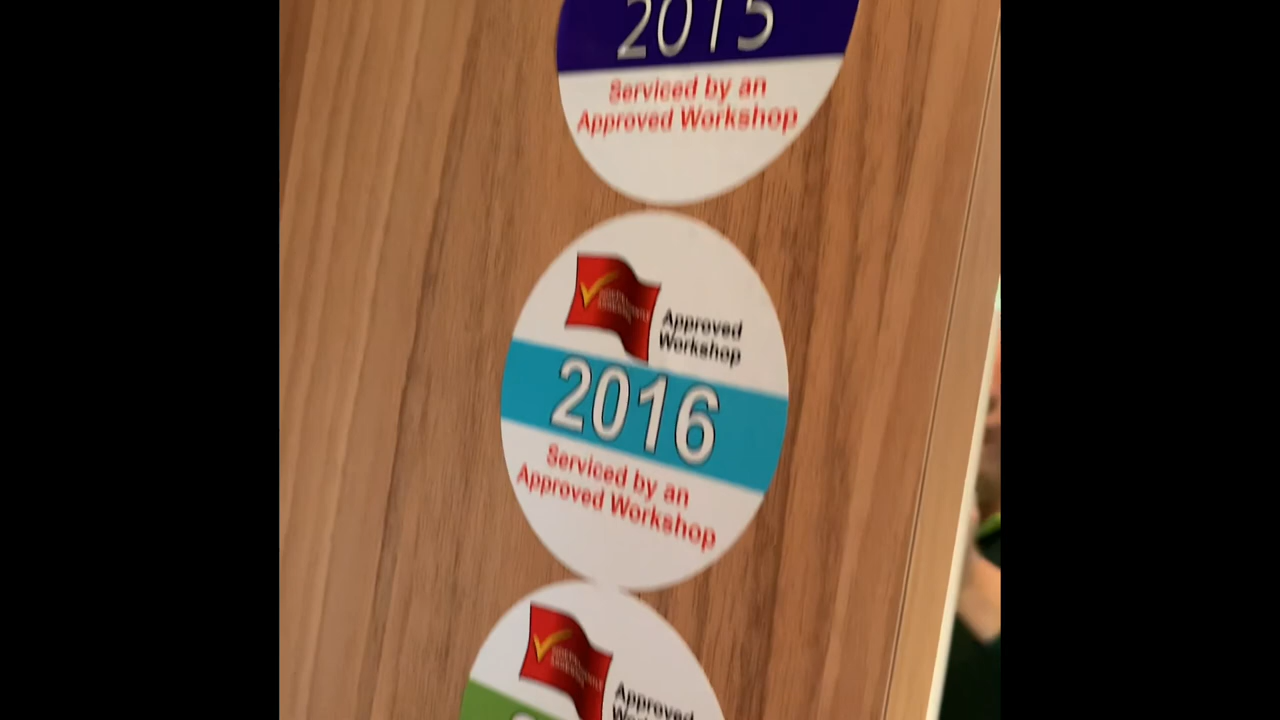 2015
Serviced by an
Approved Workshop
Approved
Workshop
2016
Serviced by an
Approved Workshop
Approved